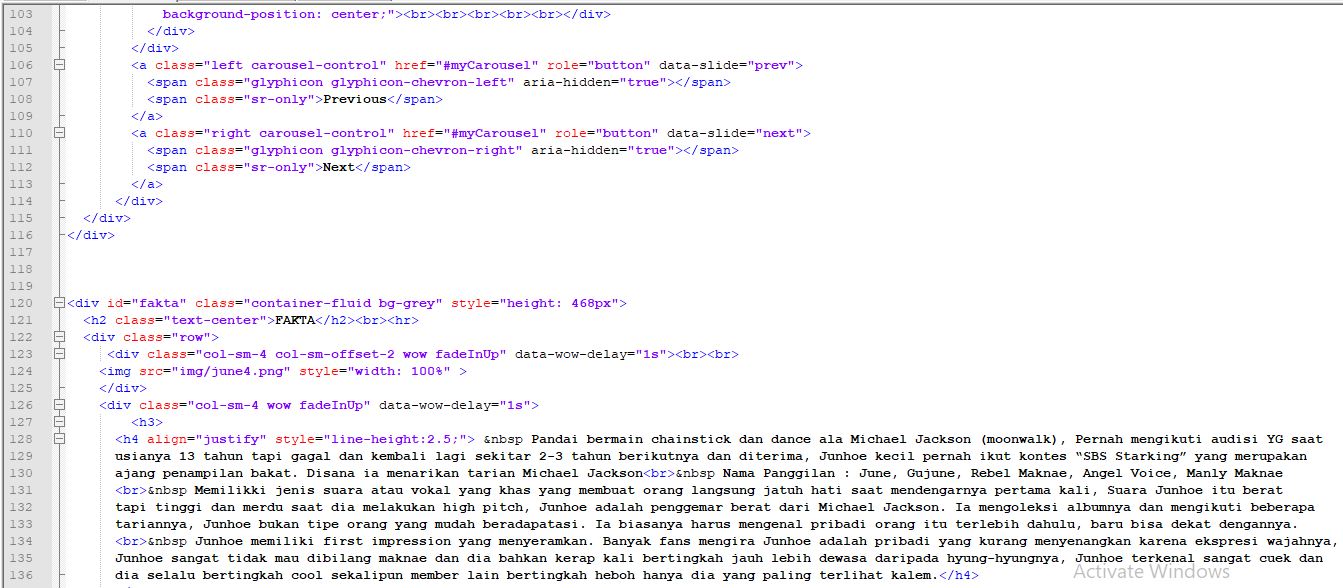 103 background-position: center;"><br><br><br><br><br></div>
104 </div>
105 </div>
106 <a class="left carousel-control" href="#myCarousel" role="button" data-slide="prev">
107 <span class="glyphicon glyphicon-chevron-left" aria-hidden="true"></span>
108 <span class="sr-only">Previous</span>
109 </a>
110 <a class="right carousel-control" href="#myCarousel" role="button" data-slide="next">
111 <span class="glyphicon glyphicon-chevron-right" aria-hidden="true"></span>
112 <span class="sr-only">Next</span>
113 </a>
114 </div>
115 </div>
116 </div>
117
118
119
120 <div id="fakta" class="container-fluid bg-grey" style="height: 468px">
121 <h2 class="text-center">FAKTA</h2><br><hr>
122 <div class="row">
123 <div class="col-sm-4 col-sm-offset-2 wow fadeInUp" data-wow-delay="1s"><br><br>
124 <img src="img/june4.png" style="width: 100%" >
125 </div>
126 <div class="col-sm-4 wow fadeInUp" data-wow-delay="1s">
127 <h3>
128 <h4 align="justify" style="line-height:2.5;"> &nbsp Pandai bermain chainstick dan dance ala Michael Jackson (moonwalk), Pernah mengikuti audisi YG saat
129 usianya 13 tahun tapi gagal dan kembali lagi sekitar 2-3 tahun berikutnya dan diterima, Junhoe kecil pernah ikut kontes “SBS Starking” yang merupakan
130 ajang penampilan bakat. Disana ia menarikan tarian Michael Jackson<br>&nbsp Nama Panggilan : June, Gujune, Rebel Maknae, Angel Voice, Manly Maknae
131 <br>&nbsp Memilikki jenis suara atau vokal yang khas yang membuat orang langsung jatuh hati saat mendengarnya pertama kali, Suara Junhoe itu berat
132 tapi tinggi dan merdu saat dia melakukan high pitch, Junhoe adalah penggemar berat dari Michael Jackson. Ia mengoleksi albumnya dan mengikuti beberapa
133 tariannya, Junhoe bukan tipe orang yang mudah beradapatasi. Ia biasanya harus mengenal pribadi orang itu terlebih dahulu, baru bisa dekat dengannya.
134 <br>&nbsp Junhoe memiliki first impression yang menyeramkan. Banyak fans mengira Junhoe adalah pribadi yang kurang menyenangkan karena ekspresi wajahnya,
135 Junhoe sangat tidak mau dibilang maknae dan dia bahkan kerap kali bertingkah jauh lebih dewasa daripada hyung-hyungnya, Junhoe terkenal sangat cuek dan
136 dia selalu bertingkah cool sekalipun member lain bertingkah heboh hanya dia yang paling terlihat kalem.</h4>
Activate Windows